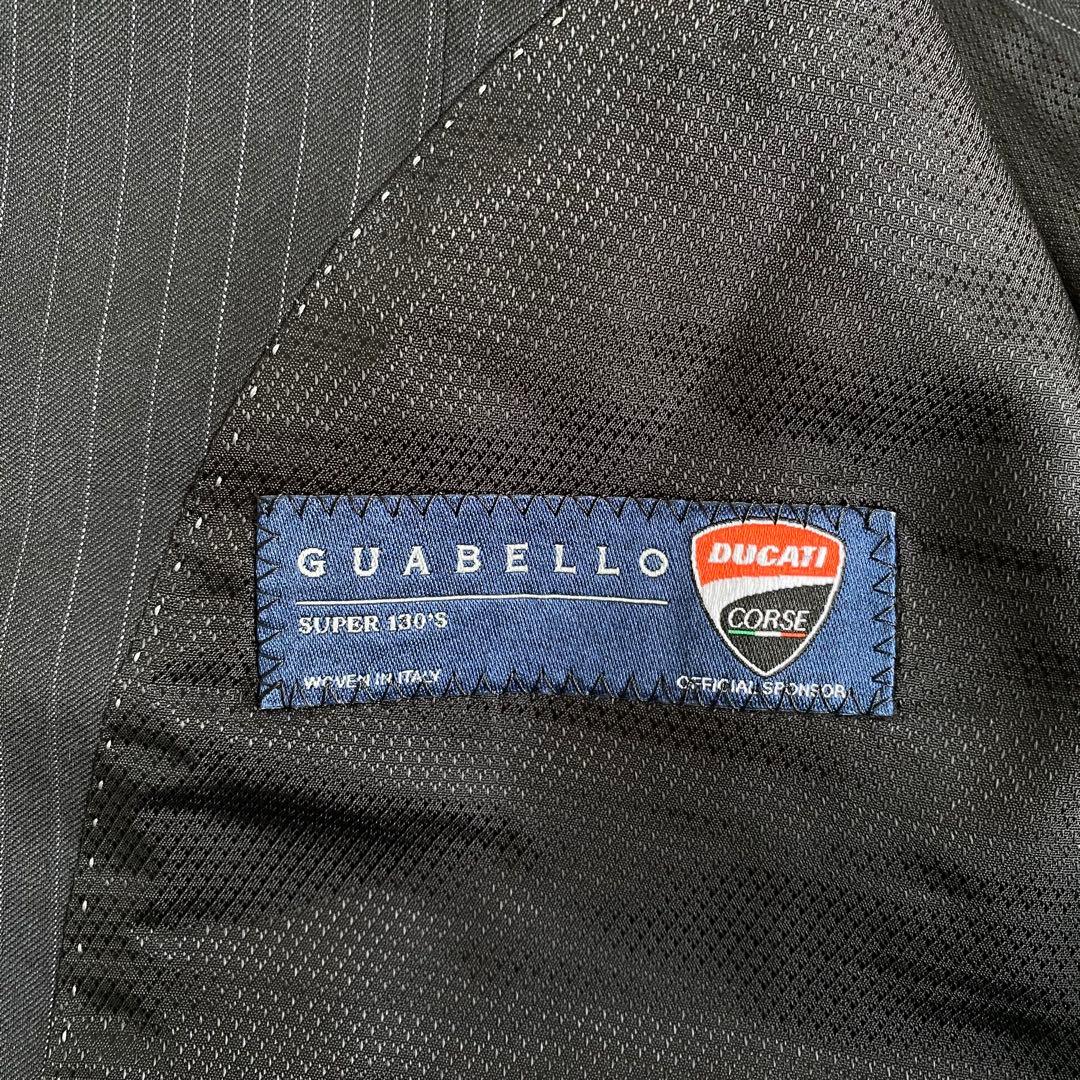 GUABELLO
SUPER 130'S
WOVEN IN ITALY
DUCATI
CORSE
OFFICIAL SPONSOR